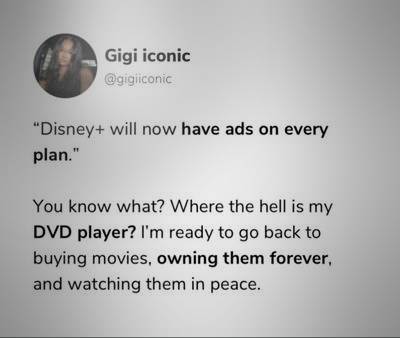 Gigi iconic
@gigiiconic
“Disney+ will now have ads on every
plan.”
You know what? Where the hell is my
DVD player? I’m ready to go back to
buying movies, owning them forever,
and watching them in peace.